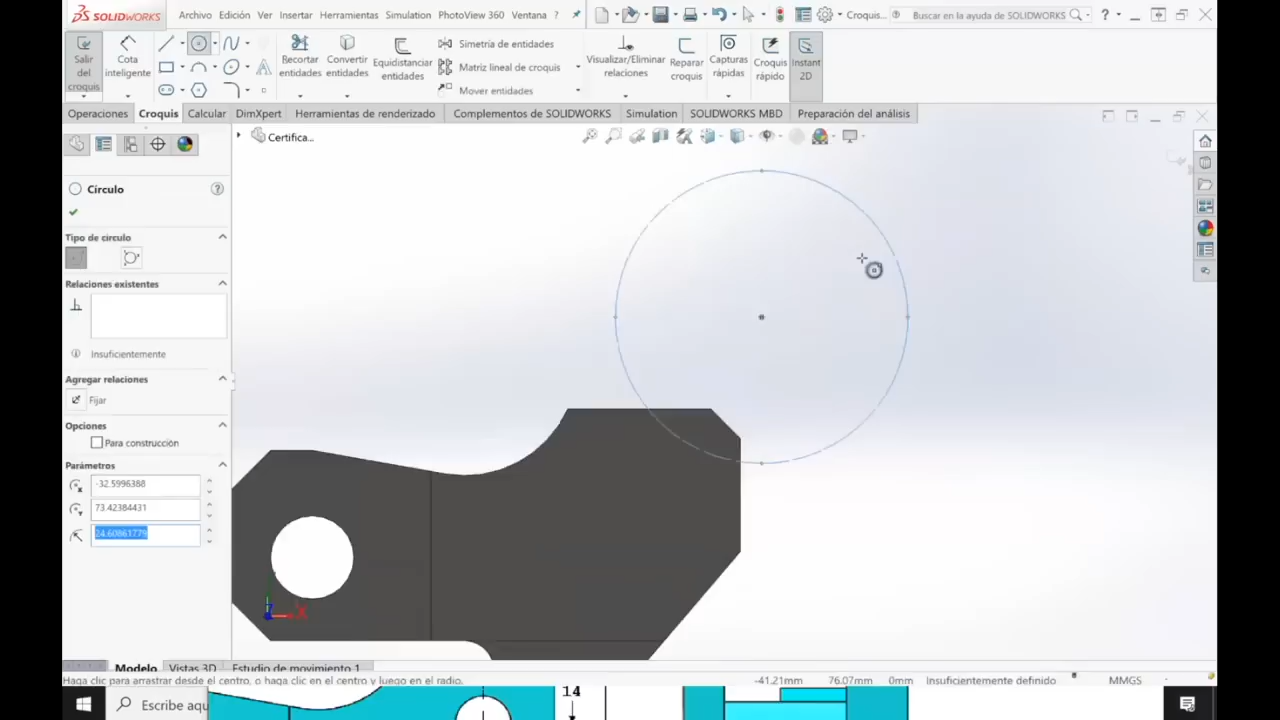 3S SOLIDWORKS
Archivo Edición Ver Insertar Herramientas Simulation PhotoView 360 Ventana ?
Croquis...
Buscar en la ayuda de SOLIDWORKS
?
Salir del croquis
Cota inteligente
Recortar entidades
Convertir entidades
Equidistanciar entidades
Simetría de entidades
Matriz lineal de croquis
Mover entidades
Visualizar/Eliminar relaciones
Reparar croquis
Capturas rápidas
Croquis rápido
Instant 2D
Operaciones Croquis Calcular DimXpert Herramientas de renderizado Complementos de SOLIDWORKS Simulation SOLIDWORKS MBD Preparación del análisis
Certifica...
Círculo
?
Tipo de círculo
Relaciones existentes
Insuficientemente
Agregar relaciones
Fijar
Opciones
Para construcción
Parámetros
-32.5996388
73.42384431
24.60861779
X
Modelo Vistas 3D Estudio de movimiento 1
Haga clic para arrastrar desde el centro, o haga clic en el centro y luego en el radio.
-41.21mm 76.07mm 0mm Insuficientemente definido MMGS
Escribe aqu
14